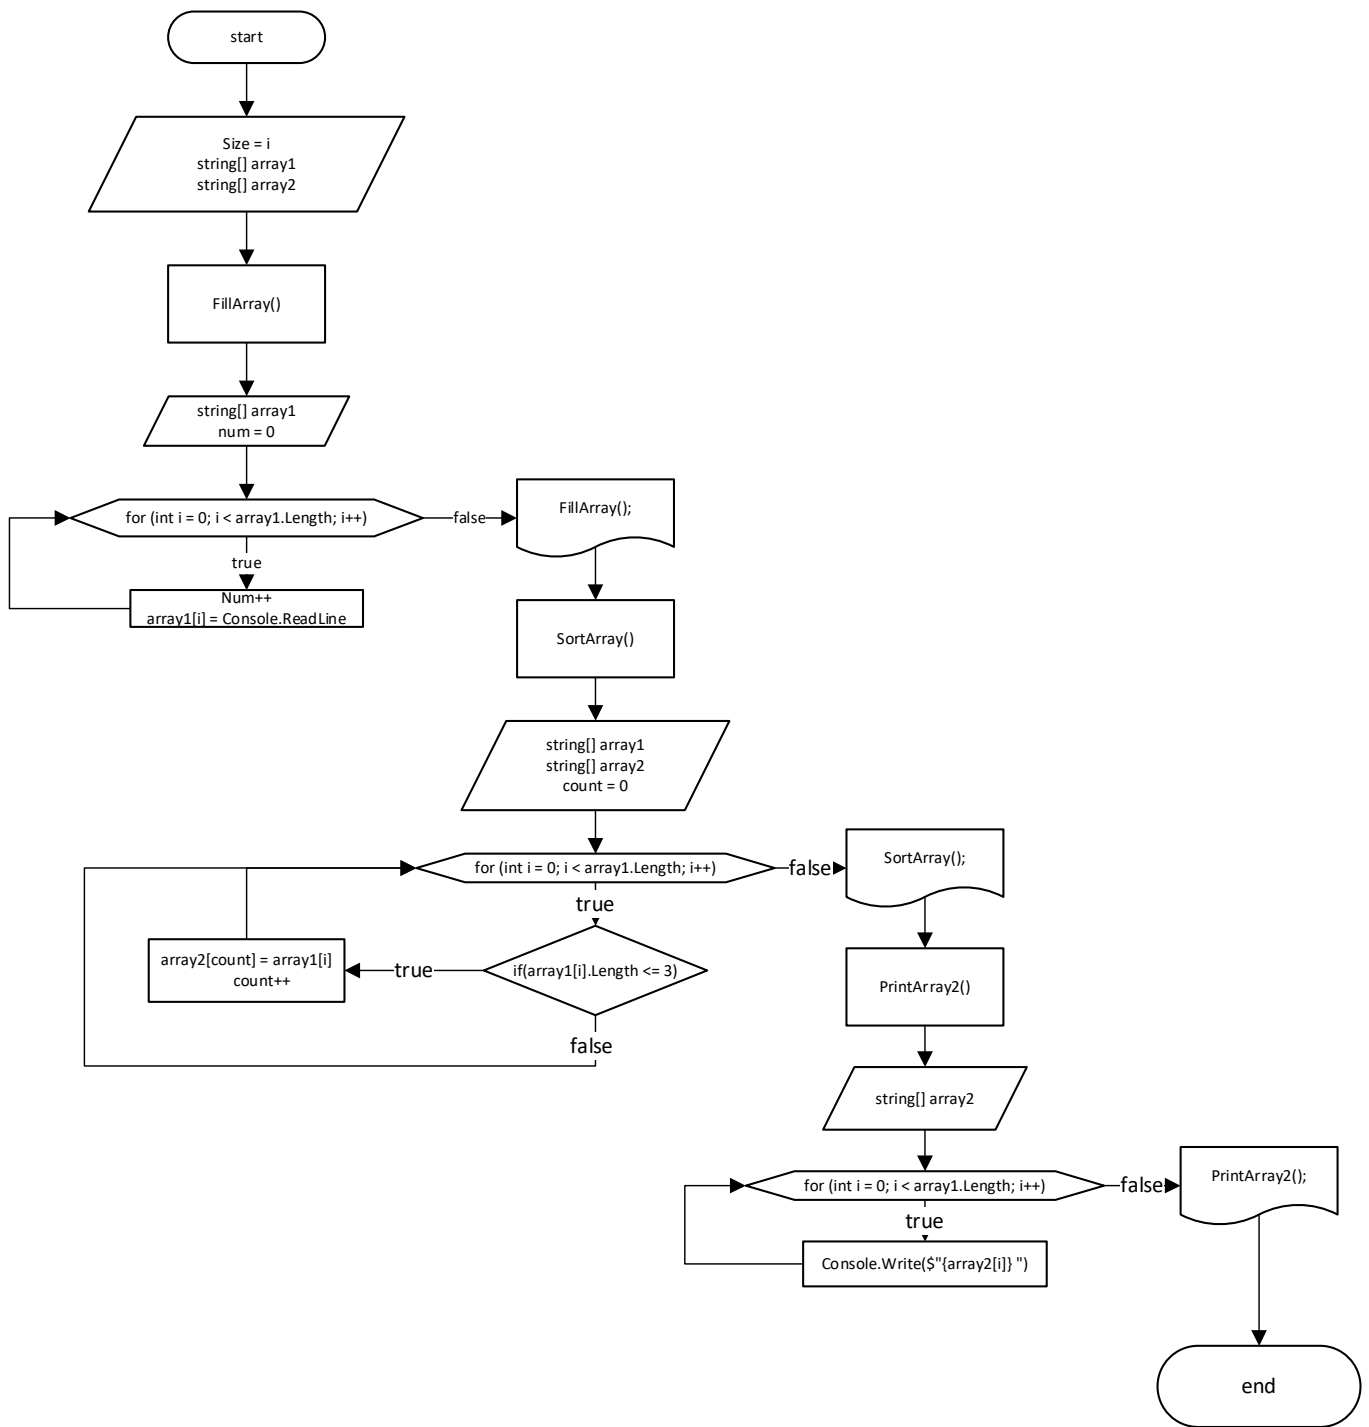 start
Size = i
string[] array1
string[] array2
FillArray()
string[] array1
num = 0
for (int i = 0; i < array1.Length; i++)
false
true
Num++
array1[i] = Console.ReadLine
FillArray();
SortArray()
string[] array1
string[] array2
count = 0
for (int i = 0; i < array1.Length; i++)
false
true
if(array1[i].Length <= 3)
true
array2[count] = array1[i]
count++
false
SortArray();
PrintArray2()
string[] array2
for (int i = 0; i < array1.Length; i++)
false
true
Console.Write($"{array2[i]} ")
PrintArray2();
end